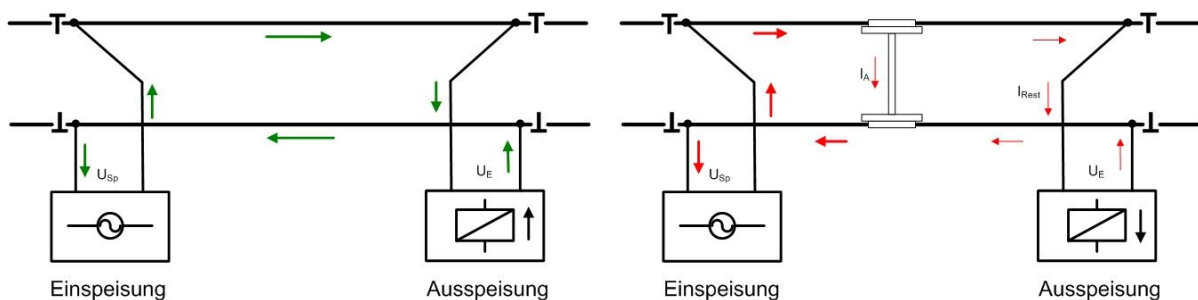 U_Sp
U_E
Einspeisung
Ausspeisung
I_A
I_Rest
U_Sp
U_E
Einspeisung
Ausspeisung